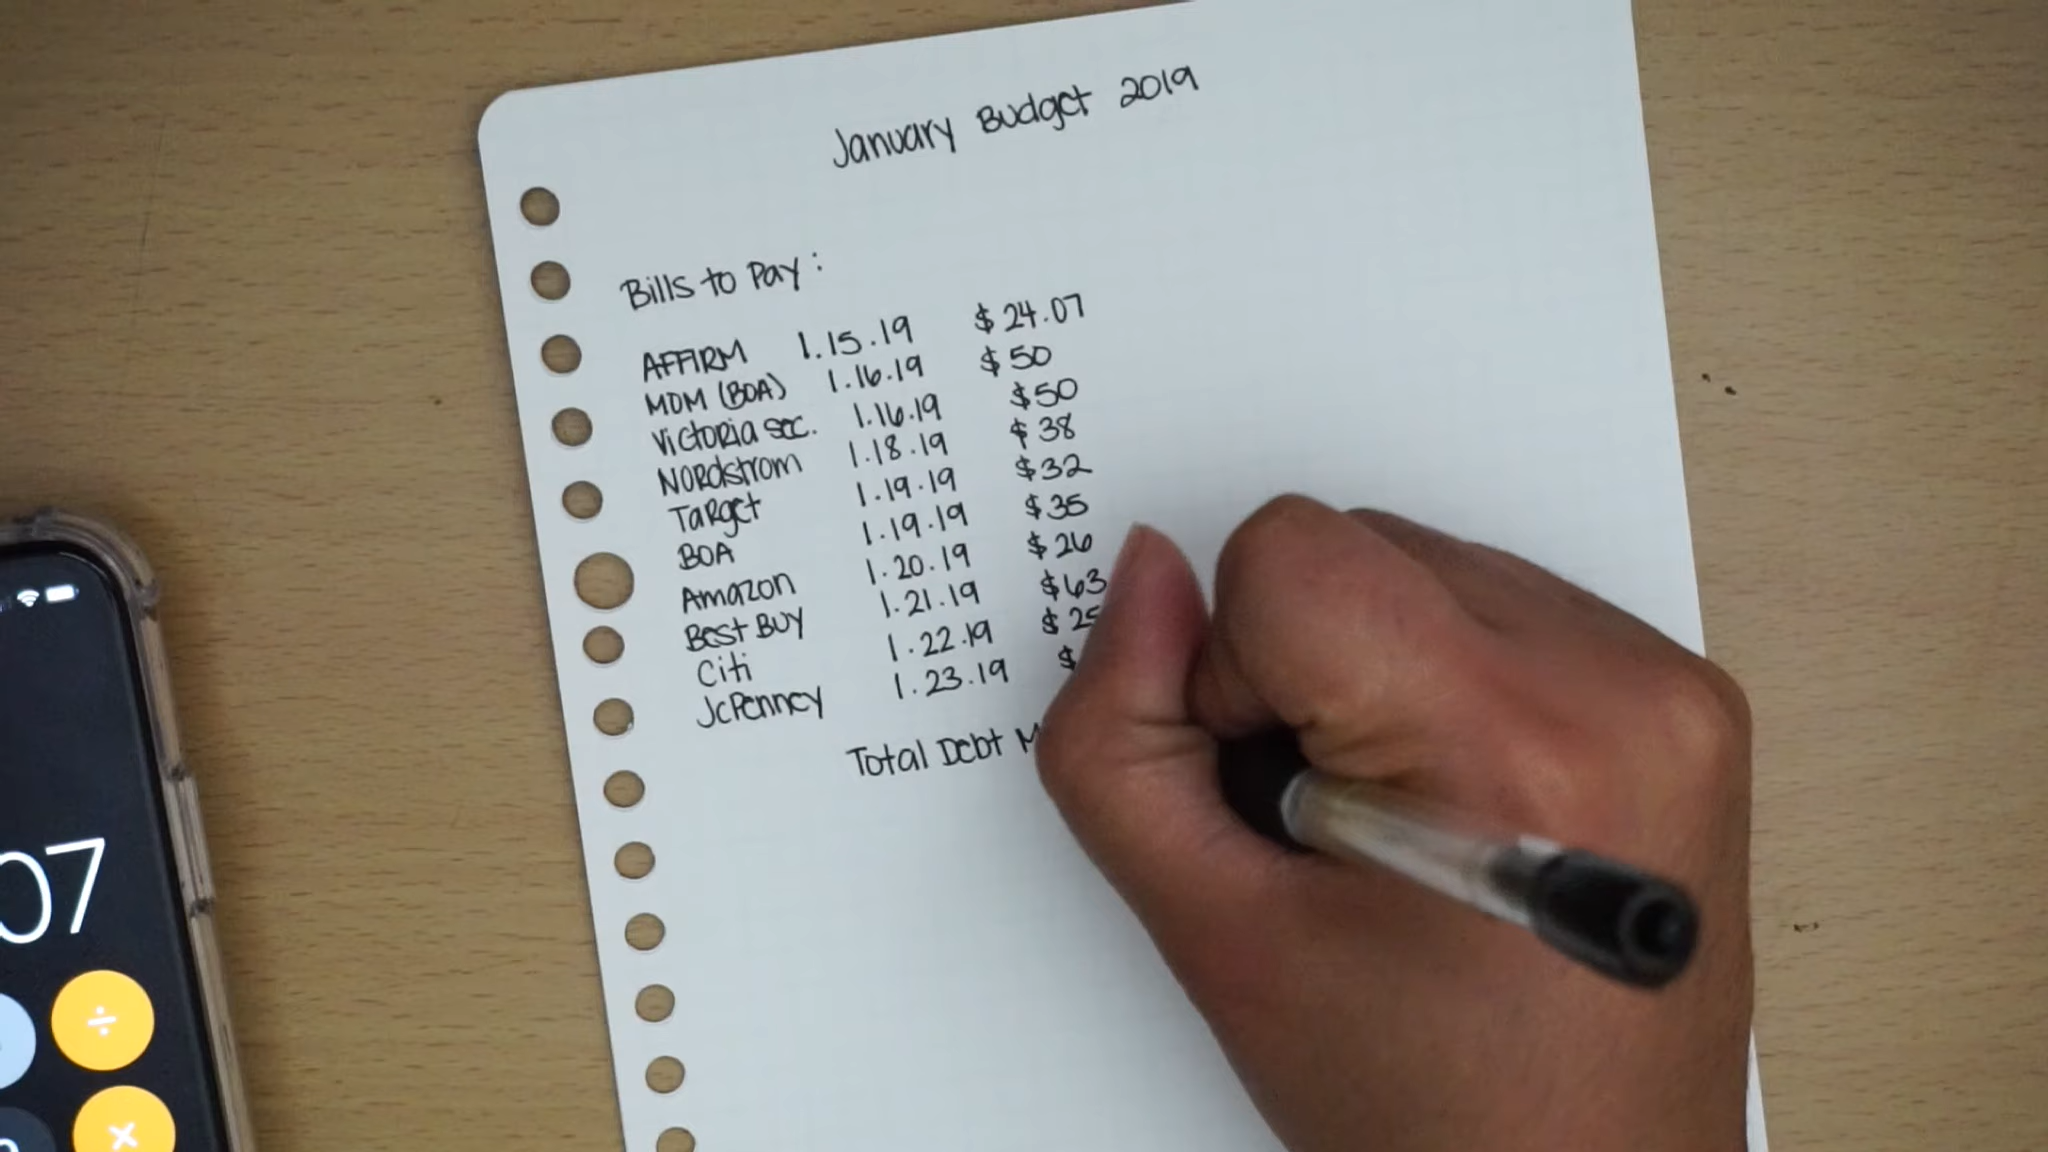 January Budget 2019
Bills to Pay:
AFFIRM 1.15.19 $24.07
MOM (BOA) 1.16.19 $50
Victoria Sec. 1.16.19 $50
Nordstrom 1.18.19 $38
Target 1.19.19 $32
BOA 1.19.19 $35
Amazon 1.20.19 $26
Best Buy 1.21.19 $63
Citi 1.22.19 $25
JcPenney 1.23.19 $
Total Debt M
07
÷
×